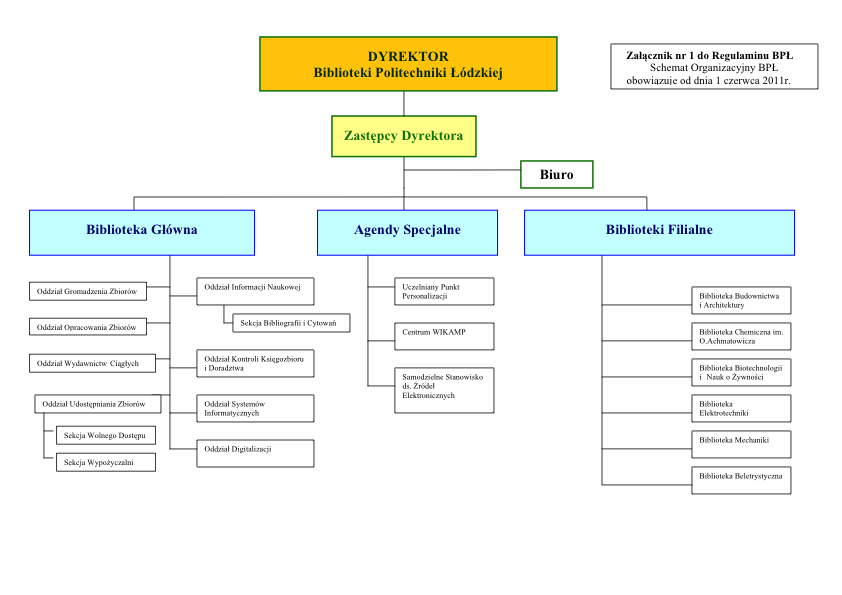 DYREKTOR
Biblioteki Politechniki Łódzkiej
Załącznik nr 1 do Regulaminu BPŁ
Schemat Organizacyjny BPŁ
obowiązuje od dnia 1 czerwca 2011r.
Zastępcy Dyrektora
Biuro
Biblioteka Główna
Agendy Specjalne
Biblioteki Filialne
Oddział Gromadzenia Zbiorów
Oddział Opracowania Zbiorów
Oddział Wydawnictw Ciągłych
Oddział Udostępniania Zbiorów
Sekcja Wolnego Dostępu
Sekcja Wypożyczalni
Oddział Informacji Naukowej
Sekcja Bibliografii i Cytowań
Oddział Kontroli Księgozbioru
i Doradztwa
Oddział Systemów
Informatycznych
Oddział Digitalizacji
Uczelniany Punkt
Personalizacji
Centrum WIKAMP
Samodzielne Stanowisko
ds. Źródeł
Elektronicznych
Biblioteka Budownictwa
i Architektury
Biblioteka Chemiczna im.
O.Achmatowicza
Biblioteka Biotechnologii
i Nauk o Żywności
Biblioteka
Elektrotechniki
Biblioteka Mechaniki
Biblioteka Beletrystyczna